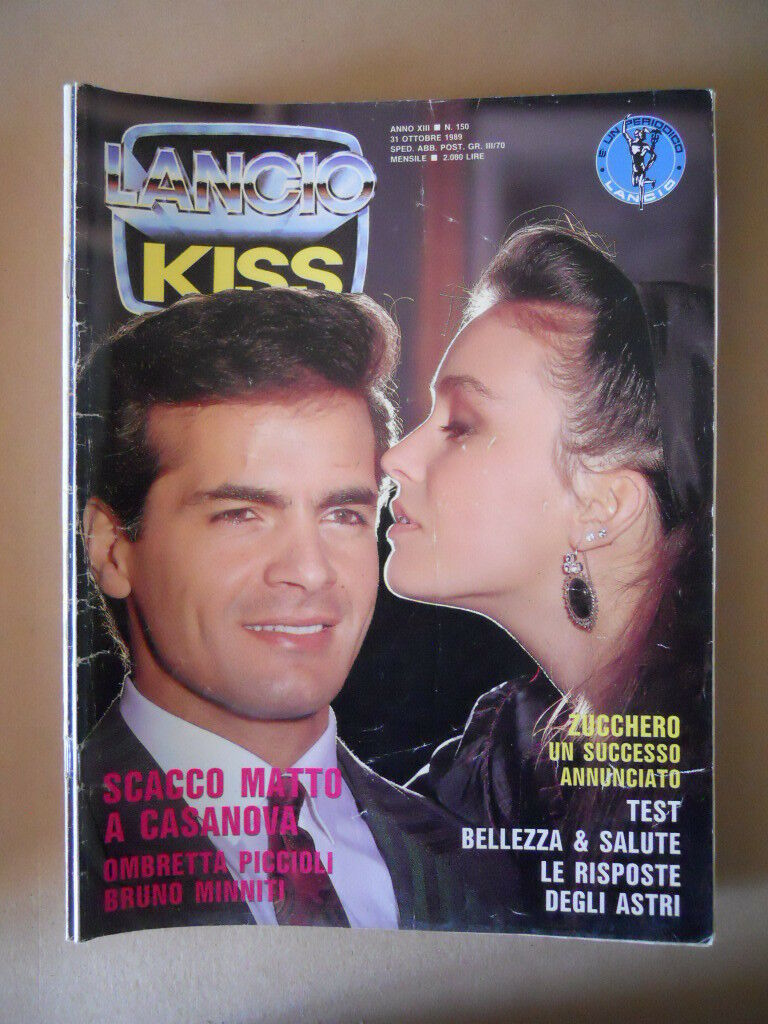 ANNO XIII ■ N. 150
31 OTTOBRE 1989
SPED. ABB. POST. GR. III/70
MENSILE ■ 2.080 LIRE
È UN PERIODICO
LANCIO
LANCIO
KISS
ZUCCHERO
UN SUCCESSO
ANNUNCIATO
TEST
BELLEZZA & SALUTE
LE RISPOSTE
DEGLI ASTRI
SCACCO MATTO
A CASANOVA
OMBRETTA PICCIOLI
BRUNO MINNITI